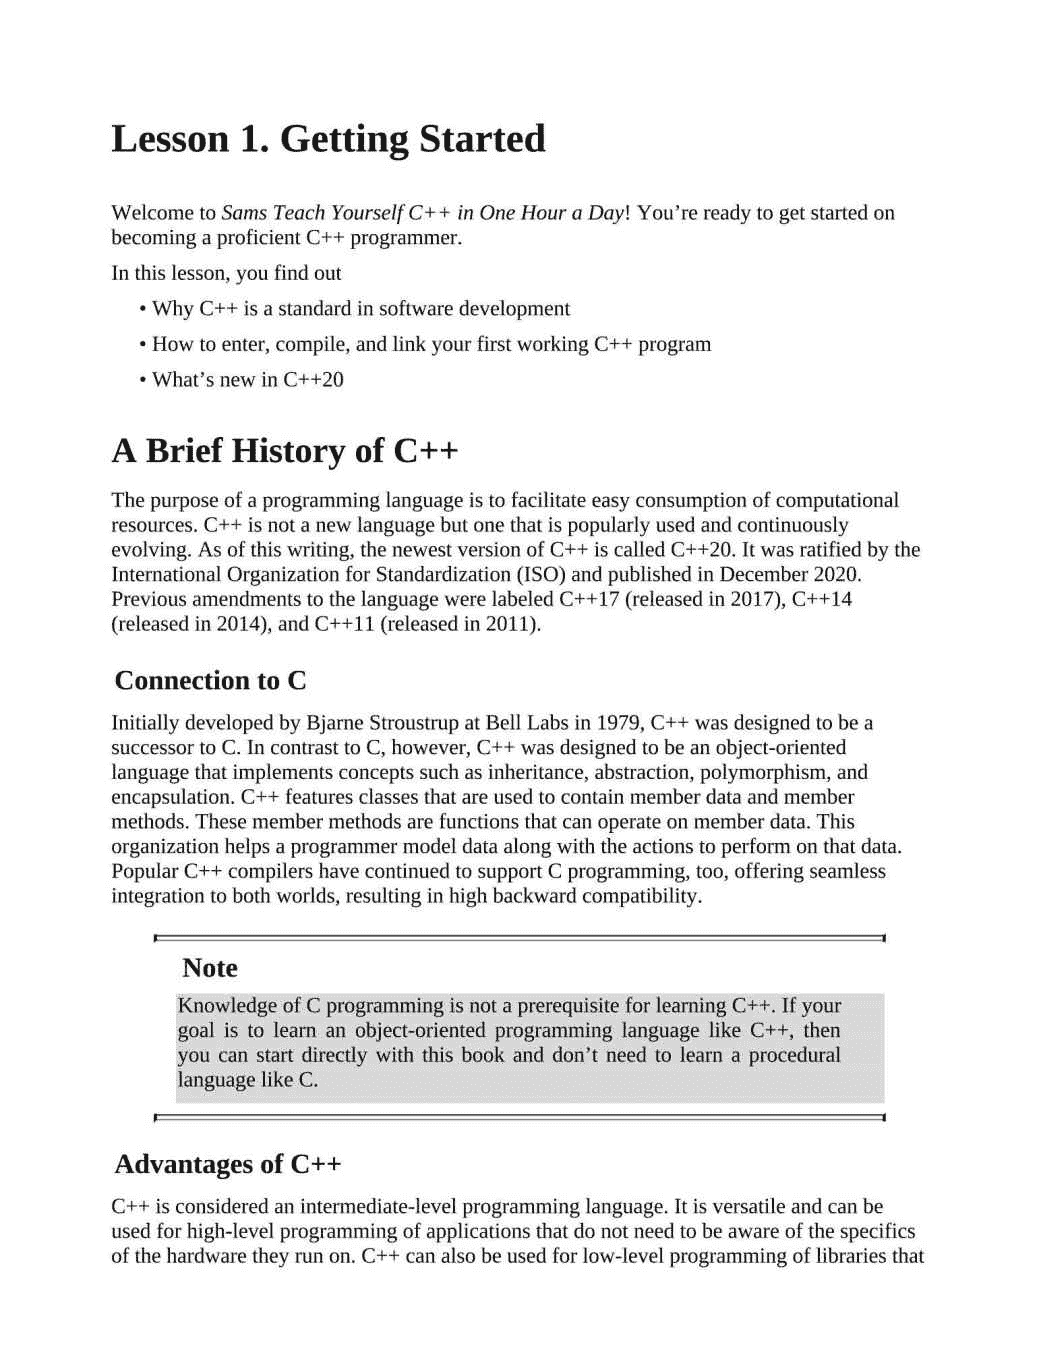 Lesson 1. Getting Started
Welcome to Sams Teach Yourself C++ in One Hour a Day! You’re ready to get started on
becoming a proficient C++ programmer.
In this lesson, you find out
• Why C++ is a standard in software development
• How to enter, compile, and link your first working C++ program
• What’s new in C++20
A Brief History of C++
The purpose of a programming language is to facilitate easy consumption of computational
resources. C++ is not a new language but one that is popularly used and continuously
evolving. As of this writing, the newest version of C++ is called C++20. It was ratified by the
International Organization for Standardization (ISO) and published in December 2020.
Previous amendments to the language were labeled C++17 (released in 2017), C++14
(released in 2014), and C++11 (released in 2011).
Connection to C
Initially developed by Bjarne Stroustrup at Bell Labs in 1979, C++ was designed to be a
successor to C. In contrast to C, however, C++ was designed to be an object-oriented
language that implements concepts such as inheritance, abstraction, polymorphism, and
encapsulation. C++ features classes that are used to contain member data and member
methods. These member methods are functions that can operate on member data. This
organization helps a programmer model data along with the actions to perform on that data.
Popular C++ compilers have continued to support C programming, too, offering seamless
integration to both worlds, resulting in high backward compatibility.
Note
Knowledge of C programming is not a prerequisite for learning C++. If your
goal is to learn an object-oriented programming language like C++, then
you can start directly with this book and don’t need to learn a procedural
language like C.
Advantages of C++
C++ is considered an intermediate-level programming language. It is versatile and can be
used for high-level programming of applications that do not need to be aware of the specifics
of the hardware they run on. C++ can also be used for low-level programming of libraries that